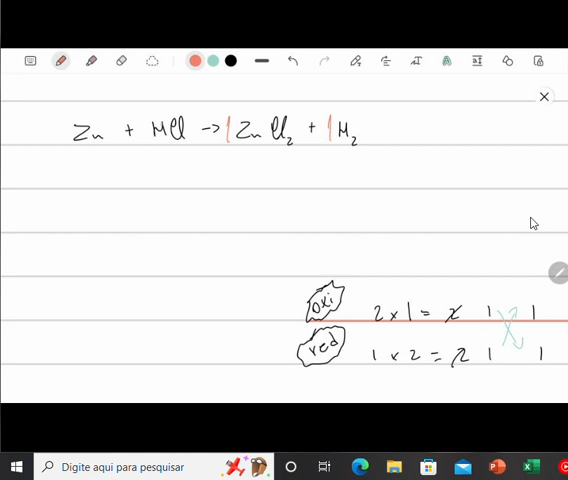 Zn + HCl → 1 ZnCl₂ + 1 H₂
oxi 2 x 1 = 2 1 1
red 1 x 2 = 2 1 1
Digite aqui para pesquisar